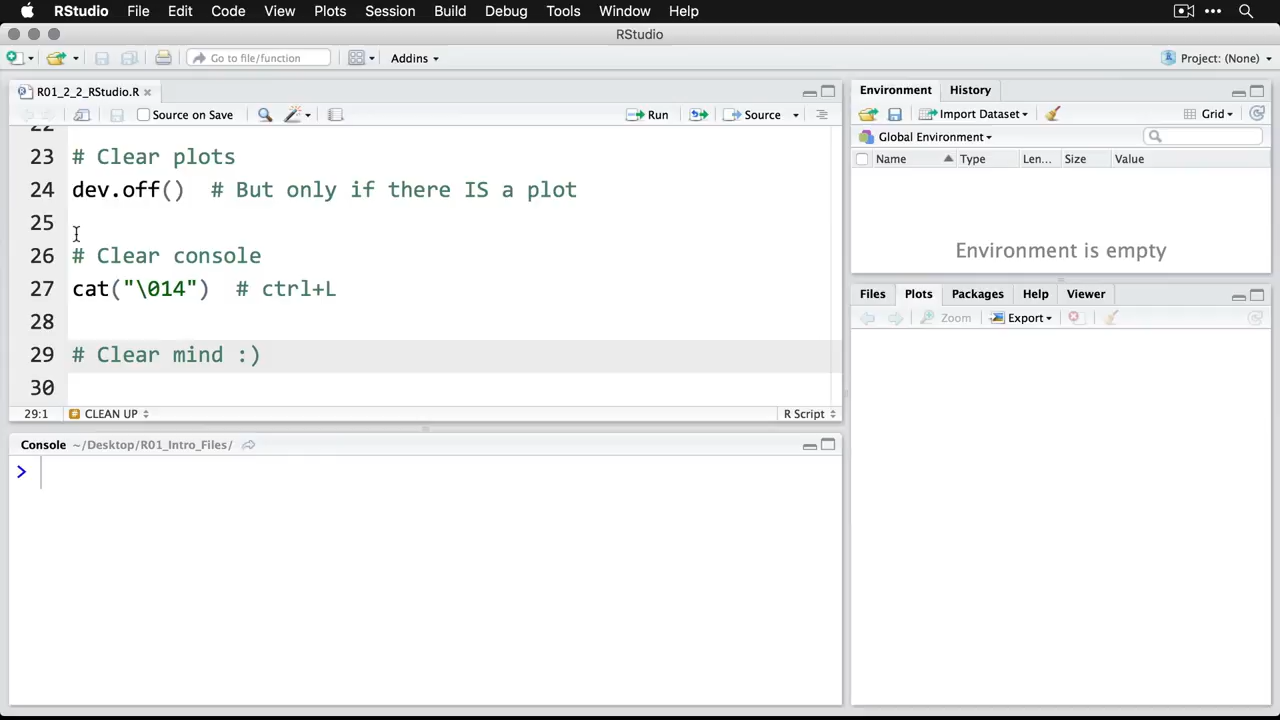 RStudio File Edit Code View Plots Session Build Debug Tools Window Help
RStudio
Go to file/function Addins Project: (None)
R01_2_2_RStudio.R
Source on Save Run Source
22
23 # Clear plots
24 dev.off() # But only if there IS a plot
25
26 # Clear console
27 cat("\014") # ctrl+L
28
29 # Clear mind :)
30
29:1 # CLEAN UP R Script
Console ~/Desktop/R01_Intro_Files/
>
Environment History
Import Dataset Grid
Global Environment
Name Type Len... Size Value
Environment is empty
Files Plots Packages Help Viewer
Zoom Export